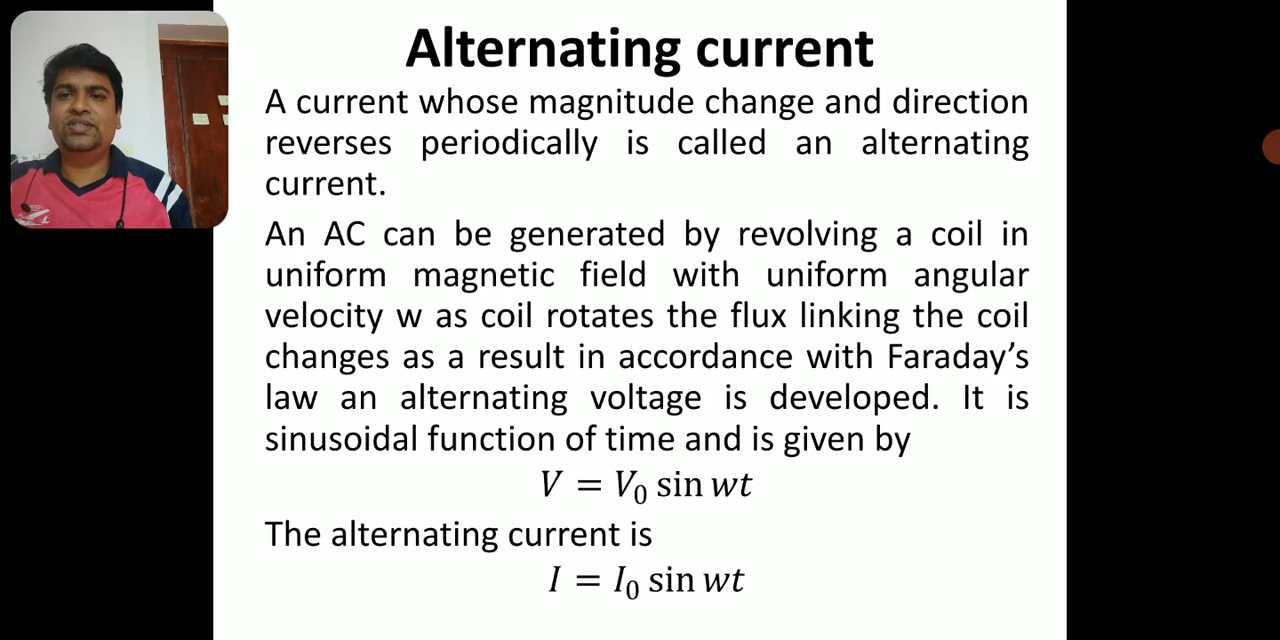 Alternating current
A current whose magnitude change and direction
reverses periodically is called an alternating
current.
An AC can be generated by revolving a coil in
uniform magnetic field with uniform angular
velocity w as coil rotates the flux linking the coil
changes as a result in accordance with Faraday’s
law an alternating voltage is developed. It is
sinusoidal function of time and is given by
V = V₀ sin wt
The alternating current is
I = I₀ sin wt